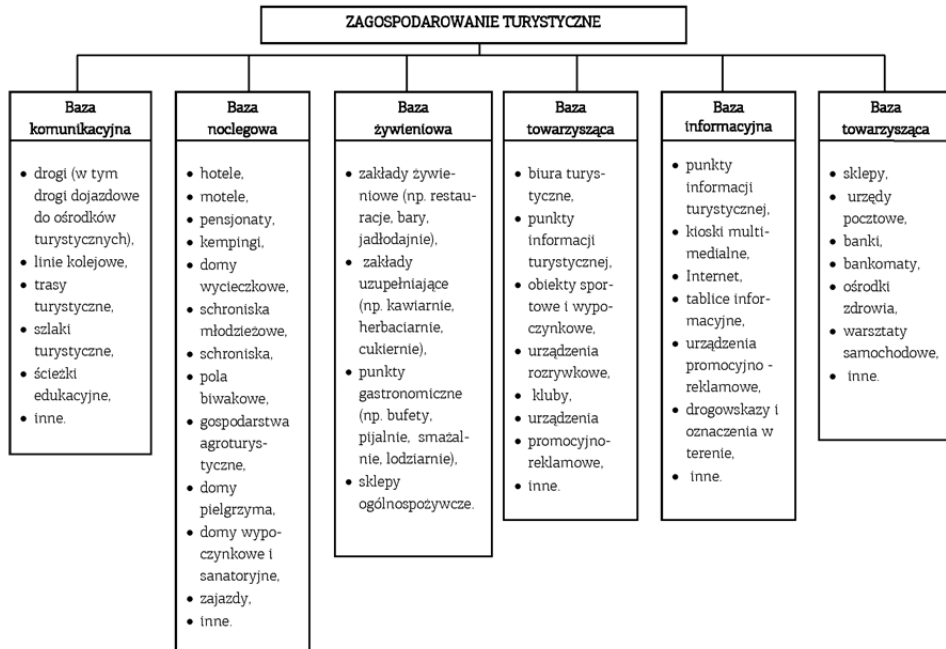 ZAGOSPODAROWANIE TURYSTYCZNE
Baza
komunikacyjna
• drogi (w tym
drogi dojazdowe
do ośrodków
turystycznych),
• linie kolejowe,
• trasy
turystyczne,
• szlaki
turystyczne,
• ścieżki
edukacyjne,
• inne.
Baza
noclegowa
• hotele,
• motele,
• pensjonaty,
• kempingi,
• domy
wycieczkowe,
• schroniska
młodzieżowe,
• schroniska,
• pola
biwakowe,
• gospodarstwa
agroturys-
tyczne,
• domy
pielgrzyma,
• domy wypo-
czynkowe i
sanatoryjne,
• zajazdy,
• inne.
Baza
żywieniowa
• zakłady żywie-
niowe (np. restau-
racje, bary,
jadłodajnie),
• zakłady
uzupełniające
(np. kawiarnie,
herbaciarnie,
cukiernie),
• punkty
gastronomiczne
(np. bufety,
pijalnie, smażal-
nie, lodziarnie),
• sklepy
ogólnospożywcze.
Baza
towarzysząca
• biura turys-
tyczne,
• punkty
informacji
turystycznej,
• obiekty spor-
towe i wypo-
czynkowe,
• urządzenia
rozrywkowe,
• kluby,
• urządzenia
• promocyjno-
reklamowe,
• inne.
Baza
informacyjna
• punkty
informacji
turystycznej,
• kioski multi-
medialne,
• Internet,
• tablice infor-
macyjne,
• urządzenia
promocyjno -
reklamowe,
• drogowskazy i
oznaczenia w
terenie,
• inne.
Baza
towarzysząca
• sklepy,
• urzędy
pocztowe,
• banki,
• bankomaty,
• ośrodki
zdrowia,
• warsztaty
samochodowe,
• inne.